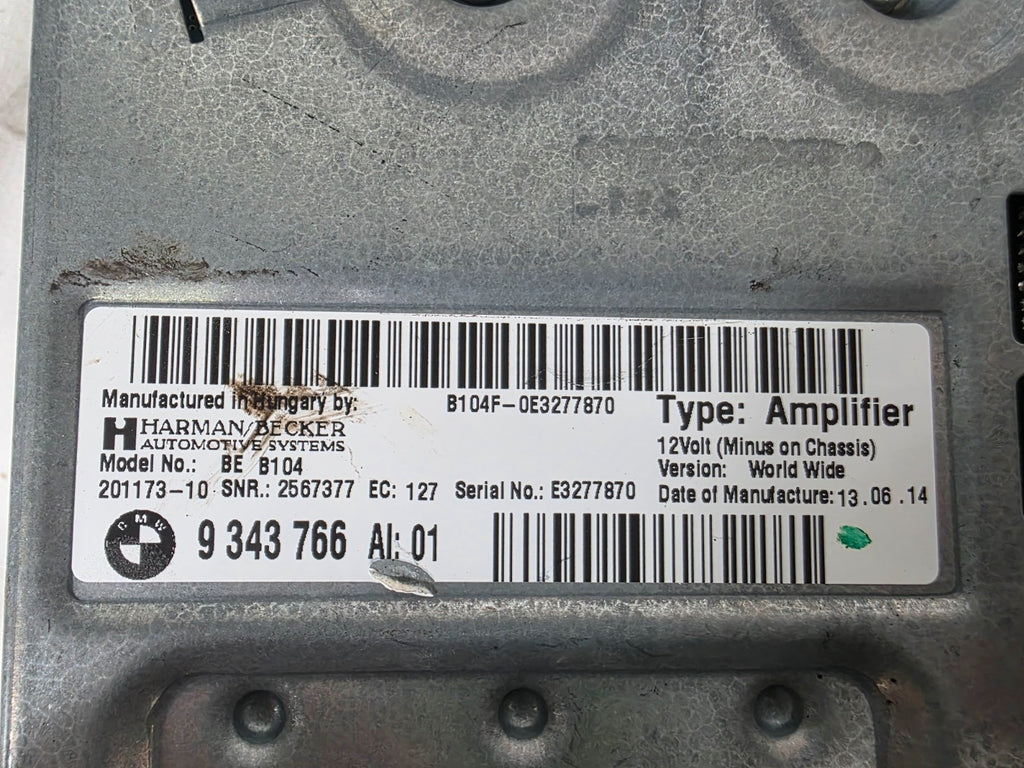 B104F-0E3277870
Manufactured in Hungary by:
HARMAN/BECKER
AUTOMOTIVE SYSTEMS
Type: Amplifier
12Volt (Minus on Chassis)
Model No.: BE B104
Version: World Wide
201173-10 SNR.: 2567377 EC: 127 Serial No.: E3277870 Date of Manufacture: 13.06.14
BMW
9 343 766 AI: 01